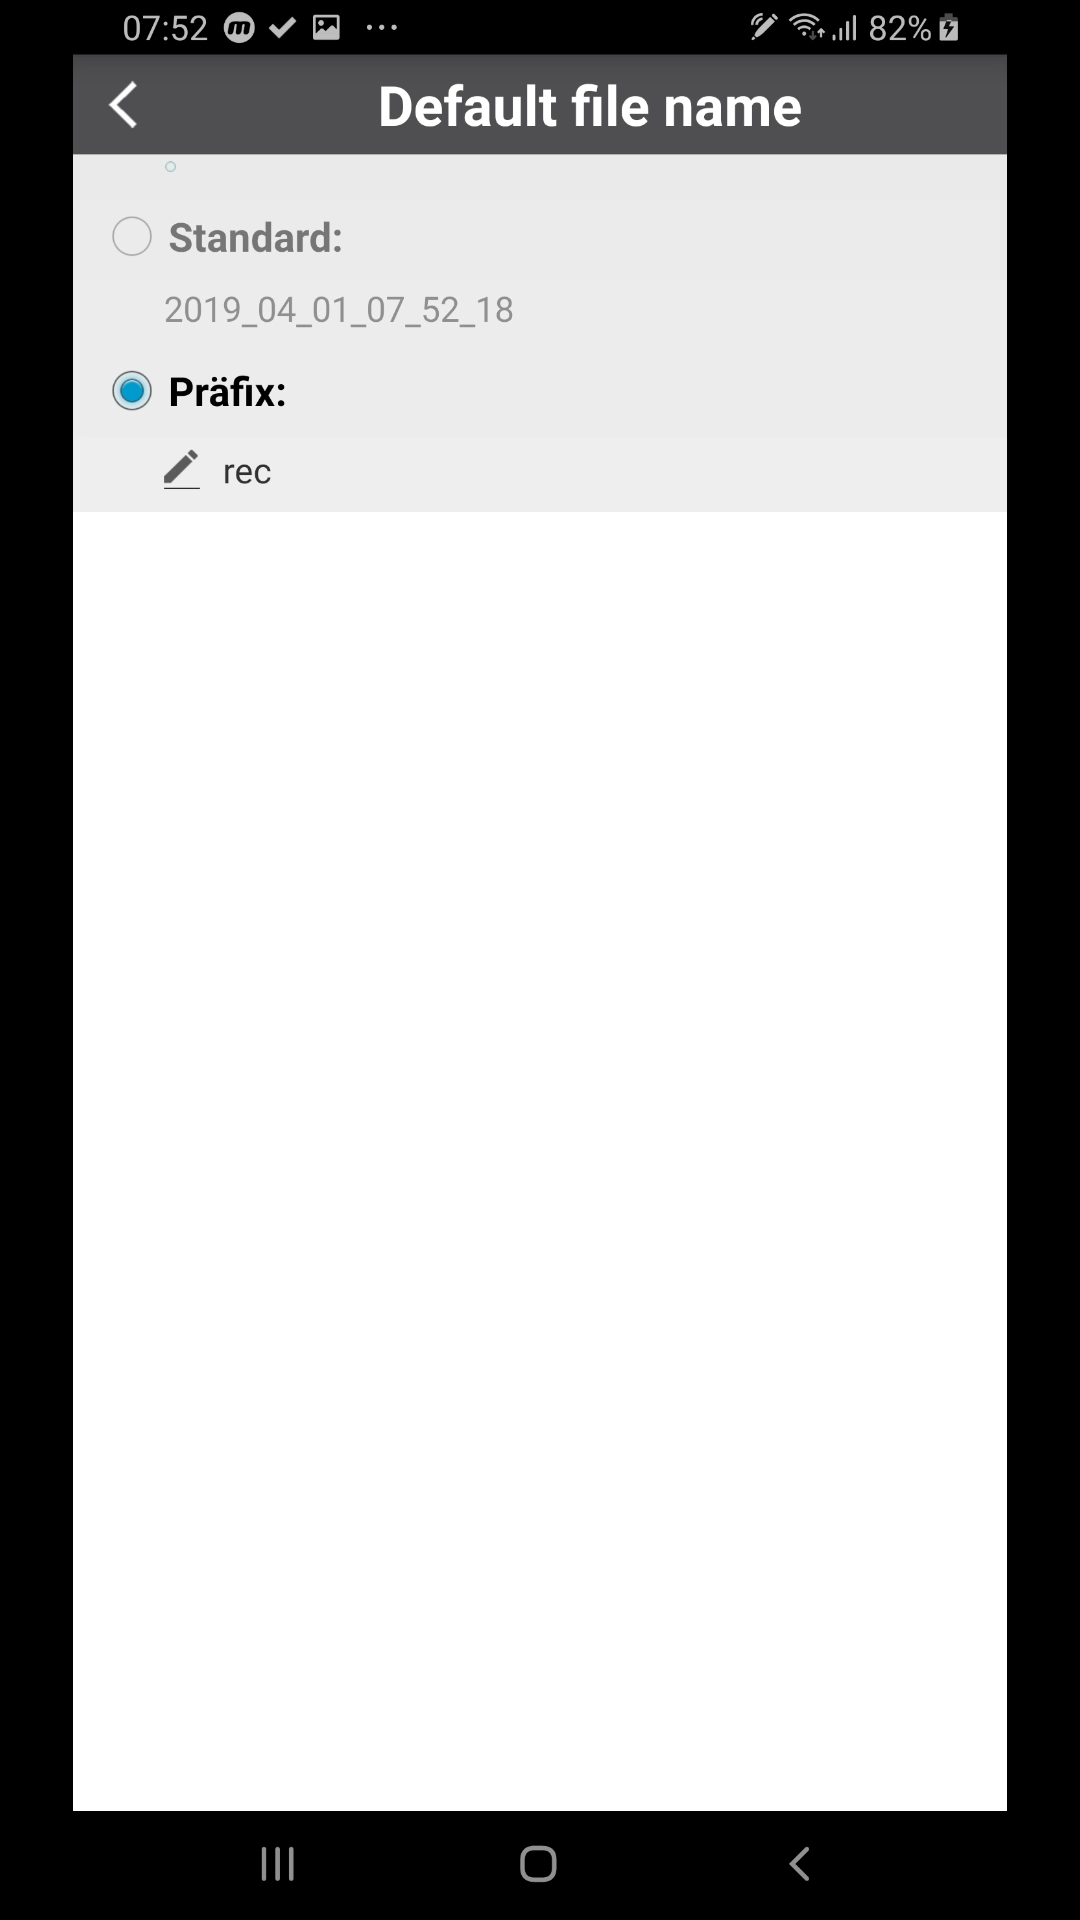 07:52 m 82%
Default file name
Standard:
2019_04_01_07_52_18
Präfix:
rec